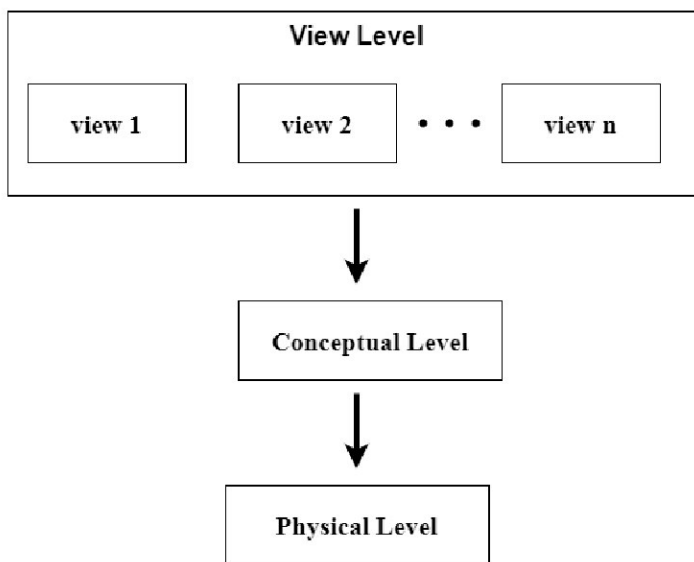 View Level
view 1
view 2
• • •
view n
Conceptual Level
Physical Level